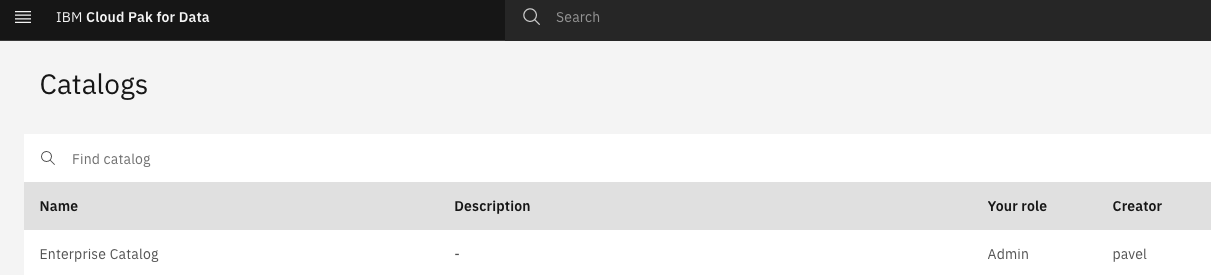 IBM Cloud Pak for Data Search
Catalogs
Find catalog
Name Description Your role Creator
Enterprise Catalog - Admin pavel